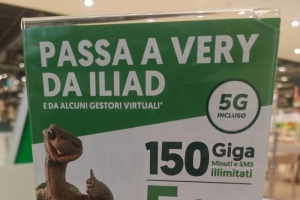 PASSA A VERY
DA ILIAD
E DA ALCUNI GESTORI VIRTUALI*
5G
INCLUSO
150 Giga
Minuti e SMS
illimitati